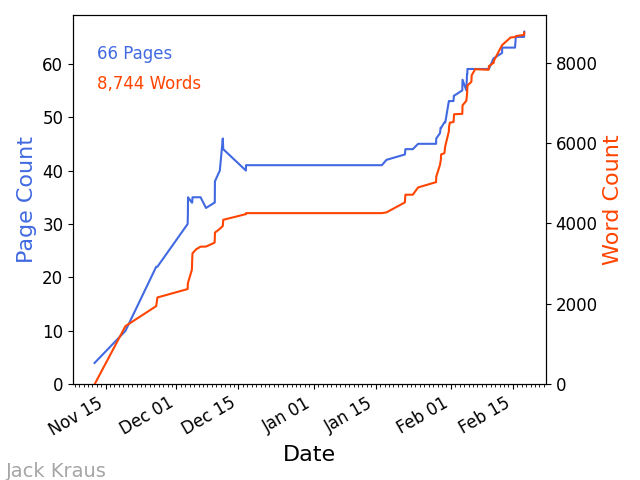 66 Pages
8,744 Words
Page Count
0
10
20
30
40
50
60
Word Count
0
2000
4000
6000
8000
Nov 15
Dec 01
Dec 15
Jan 01
Jan 15
Feb 01
Feb 15
Date
Jack Kraus